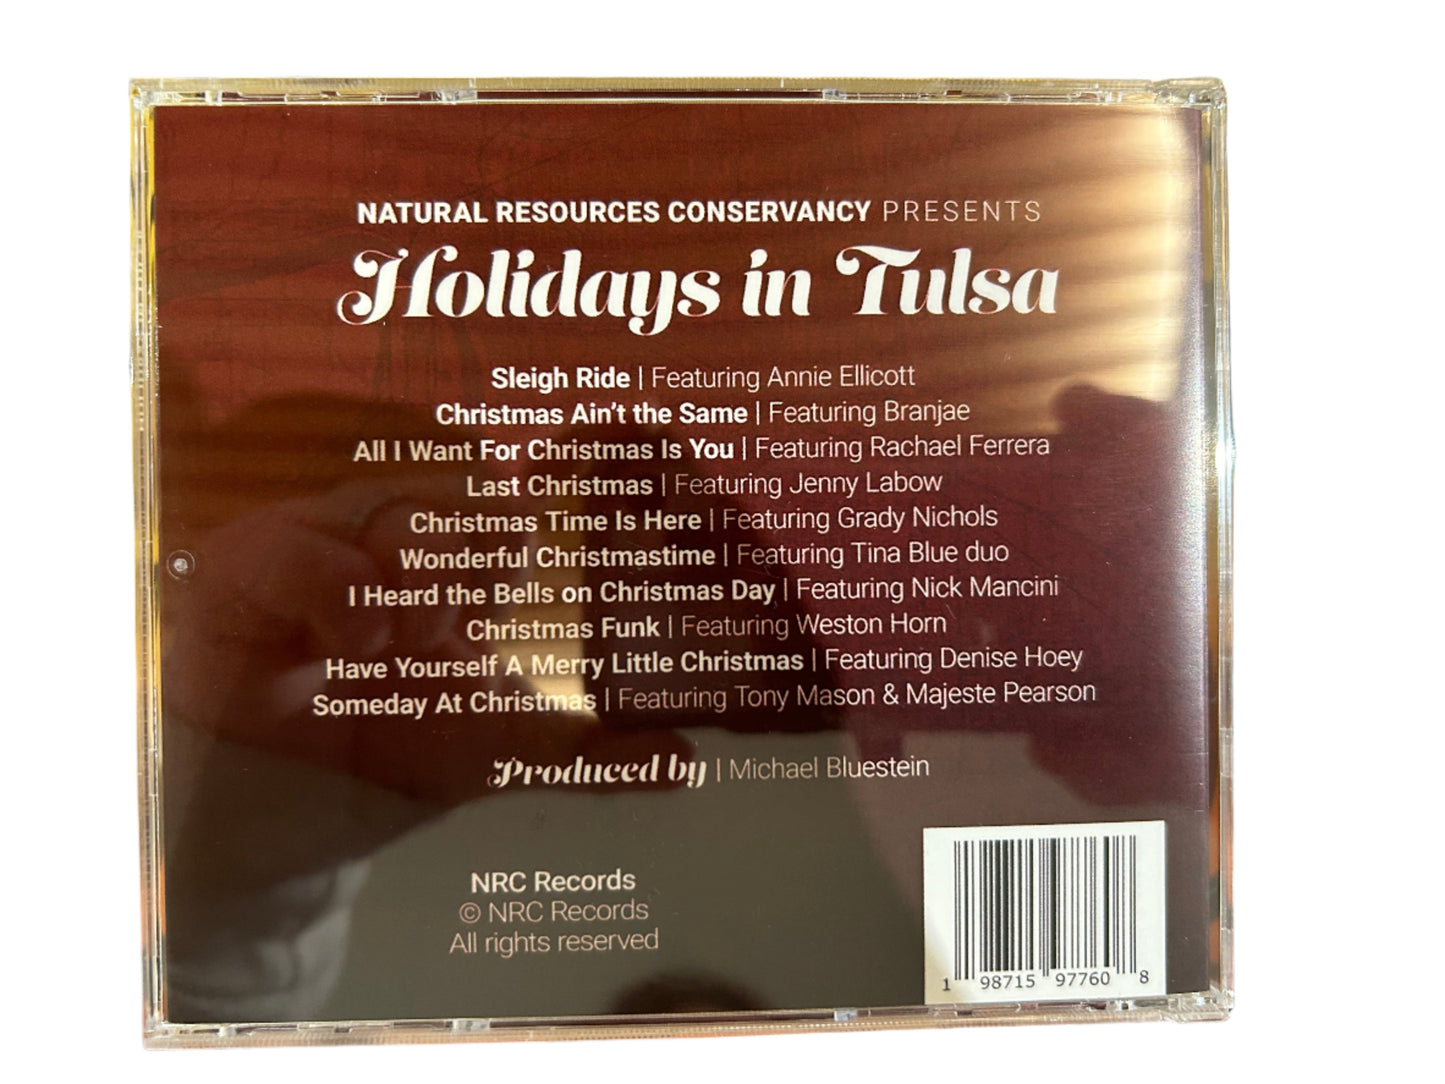 NATURAL RESOURCES CONSERVANCY PRESENTS
Holidays in Tulsa
Sleigh Ride | Featuring Annie Ellicott
Christmas Ain't the Same | Featuring Branjae
All I Want For Christmas Is You | Featuring Rachael Ferrera
Last Christmas | Featuring Jenny Labow
Christmas Time Is Here | Featuring Grady Nichols
Wonderful Christmastime | Featuring Tina Blue duo
I Heard the Bells on Christmas Day | Featuring Nick Mancini
Christmas Funk | Featuring Weston Horn
Have Yourself A Merry Little Christmas | Featuring Denise Hoey
Someday At Christmas | Featuring Tony Mason & Majeste Pearson
Produced by | Michael Bluestein
NRC Records
© NRC Records
All rights reserved
1 98715 97760 8